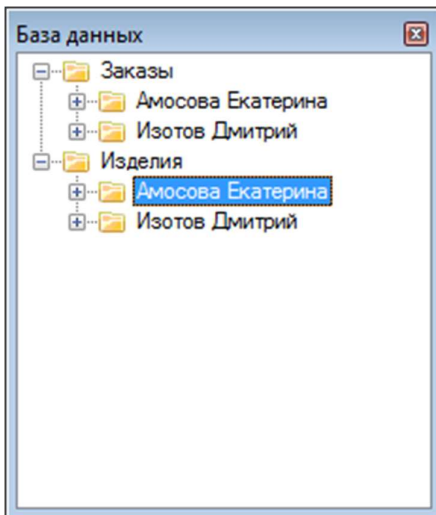 База данных
Заказы
Амосова Екатерина
Изотов Дмитрий
Изделия
Амосова Екатерина
Изотов Дмитрий